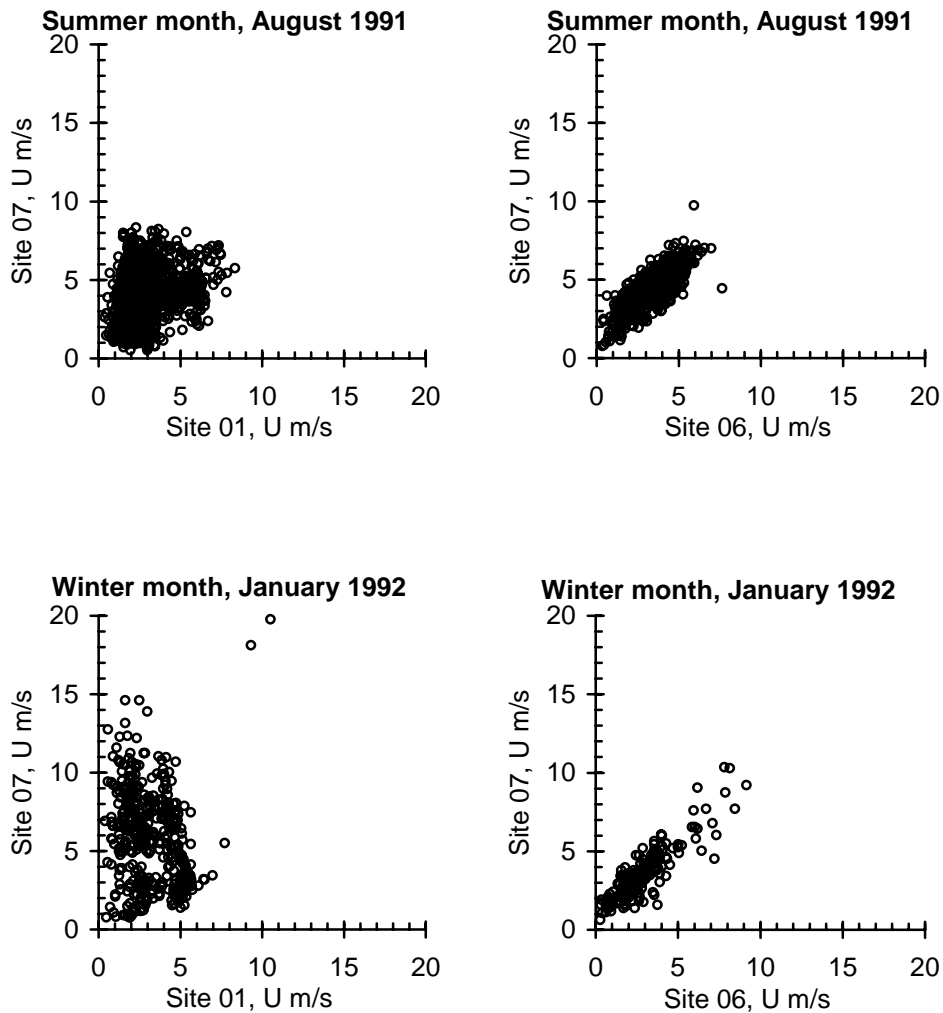 Summer month, August 1991
20
15
10
5
0
Site 07, U m/s
0 5 10 15 20
Site 01, U m/s
Summer month, August 1991
20
15
10
5
0
Site 07, U m/s
0 5 10 15 20
Site 06, U m/s
Winter month, January 1992
20
15
10
5
0
Site 07, U m/s
0 5 10 15 20
Site 01, U m/s
Winter month, January 1992
20
15
10
5
0
Site 07, U m/s
0 5 10 15 20
Site 06, U m/s